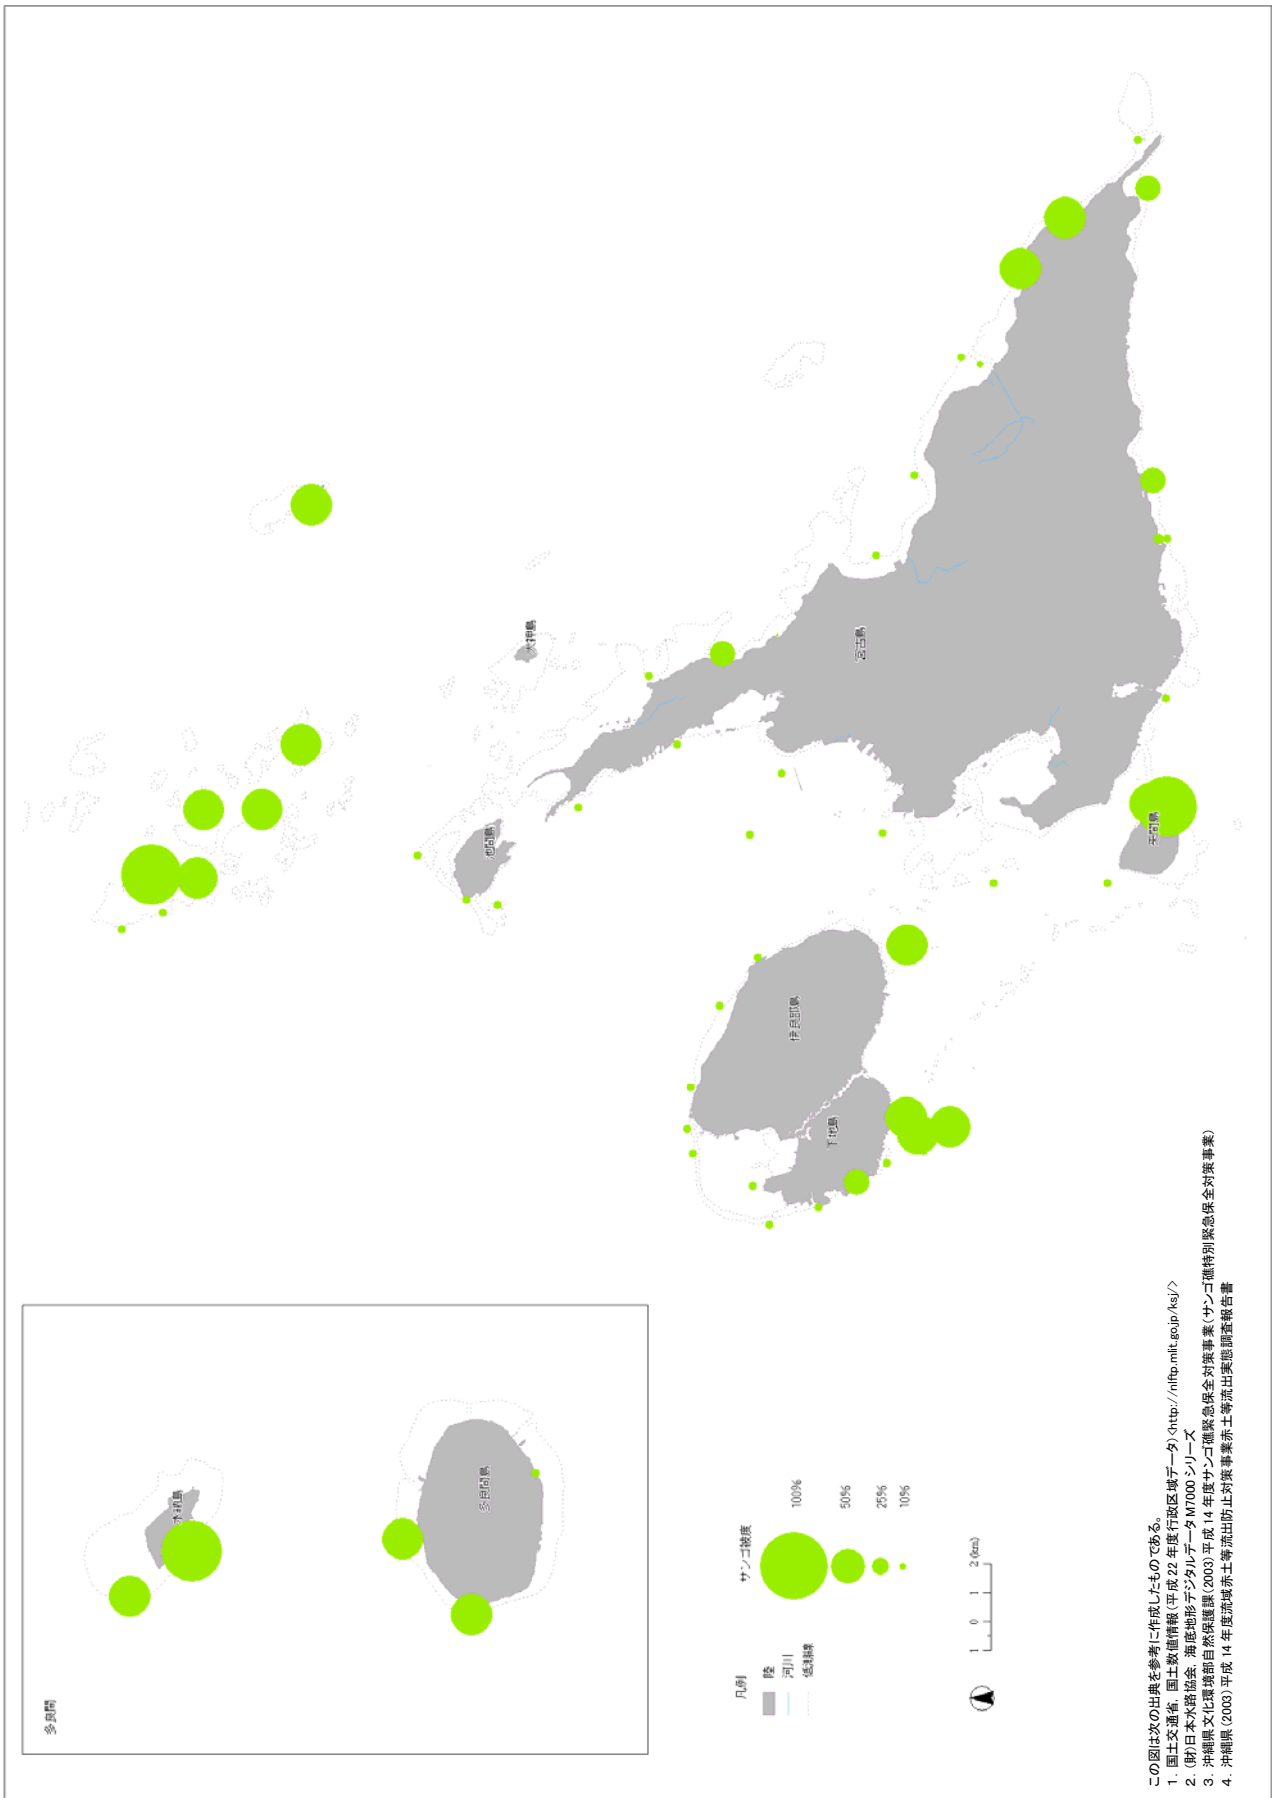 多良間
水納島
多良間島
大神島
池間島
宮古島
来間島
伊良部島
下地島
凡例
陸
河川
低潮線
サンゴ被度
100%
50%
25%
10%
1 0 1 2 (km)
この図は次の出典を参考に作成したものである。
1. 国土交通省, 国土数値情報(平成 22 年度行政区域データ)<http://nlftp.mlit.go.jp/ksj/>
2. (財)日本水路協会, 海底地形デジタルデータ M7000 シリーズ
3. 沖縄県文化環境部自然保護課(2003)平成 14 年度サンゴ礁緊急保全対策事業(サンゴ礁特別緊急保全対策事業)
4. 沖縄県(2003)平成 14 年度流域赤土等流出防止対策事業赤土等流出実態調査報告書